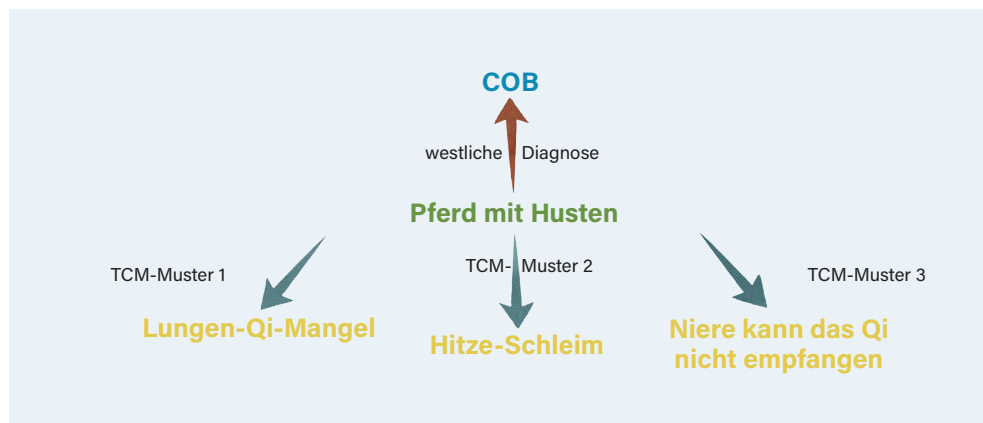 COB
westliche Diagnose
Pferd mit Husten
TCM-Muster 1
TCM-Muster 2
TCM-Muster 3
Lungen-Qi-Mangel
Hitze-Schleim
Niere kann das Qi
nicht empfangen